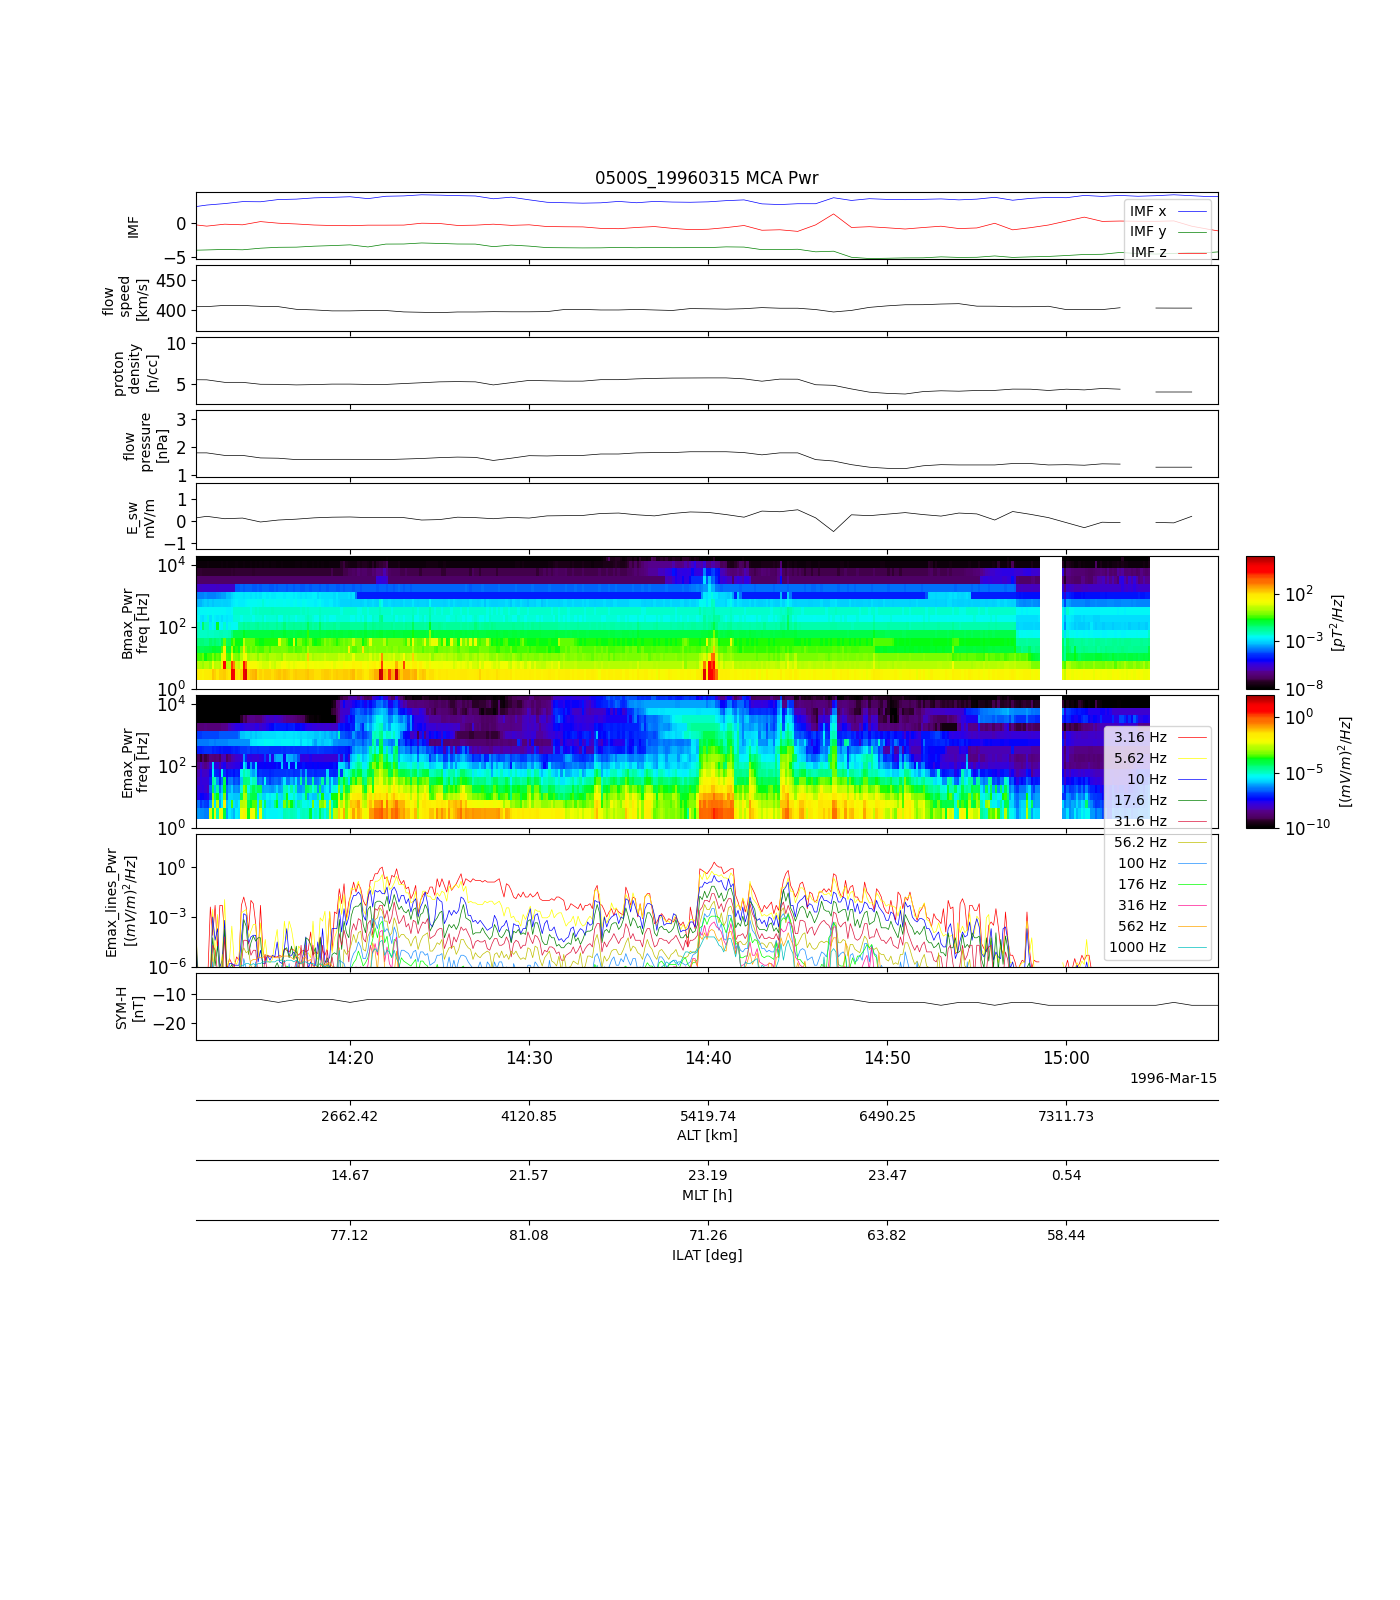 0500S_19960315 MCA Pwr
IMF
0
−5
IMF x
IMF y
IMF z
flow
speed
[km/s]
450
400
proton
density
[n/cc]
10
5
flow
pressure
[nPa]
3
2
1
E_sw
mV/m
1
0
−1
Bmax_Pwr
freq [Hz]
10^4
10^2
10^0
10^2
10^−3
10^−8
[pT^2/Hz]
Emax_Pwr
freq [Hz]
10^4
10^2
10^0
10^0
10^−5
10^−10
[(mV/m)^2/Hz]
3.16 Hz
5.62 Hz
10 Hz
17.6 Hz
31.6 Hz
56.2 Hz
100 Hz
176 Hz
316 Hz
562 Hz
1000 Hz
Emax_lines_Pwr
[(mV/m)^2/Hz]
10^0
10^−3
10^−6
SYM-H
[nT]
−10
−20
14:20 14:30 14:40 14:50 15:00
1996-Mar-15
2662.42 4120.85 5419.74 6490.25 7311.73
ALT [km]
14.67 21.57 23.19 23.47 0.54
MLT [h]
77.12 81.08 71.26 63.82 58.44
ILAT [deg]